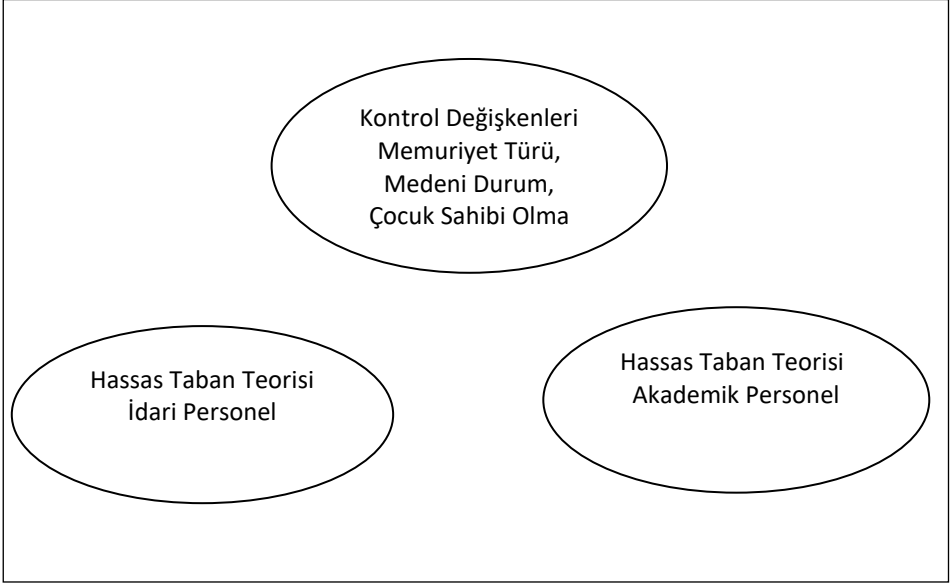 Kontrol Değişkenleri
Memuriyet Türü,
Medeni Durum,
Çocuk Sahibi Olma
Hassas Taban Teorisi
İdari Personel
Hassas Taban Teorisi
Akademik Personel